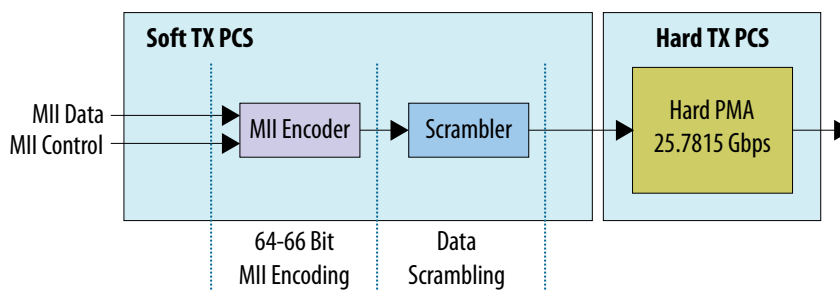 Soft TX PCS
Hard TX PCS
MII Data
MII Control
MII Encoder
Scrambler
Hard PMA
25.7815 Gbps
64-66 Bit
MII Encoding
Data
Scrambling